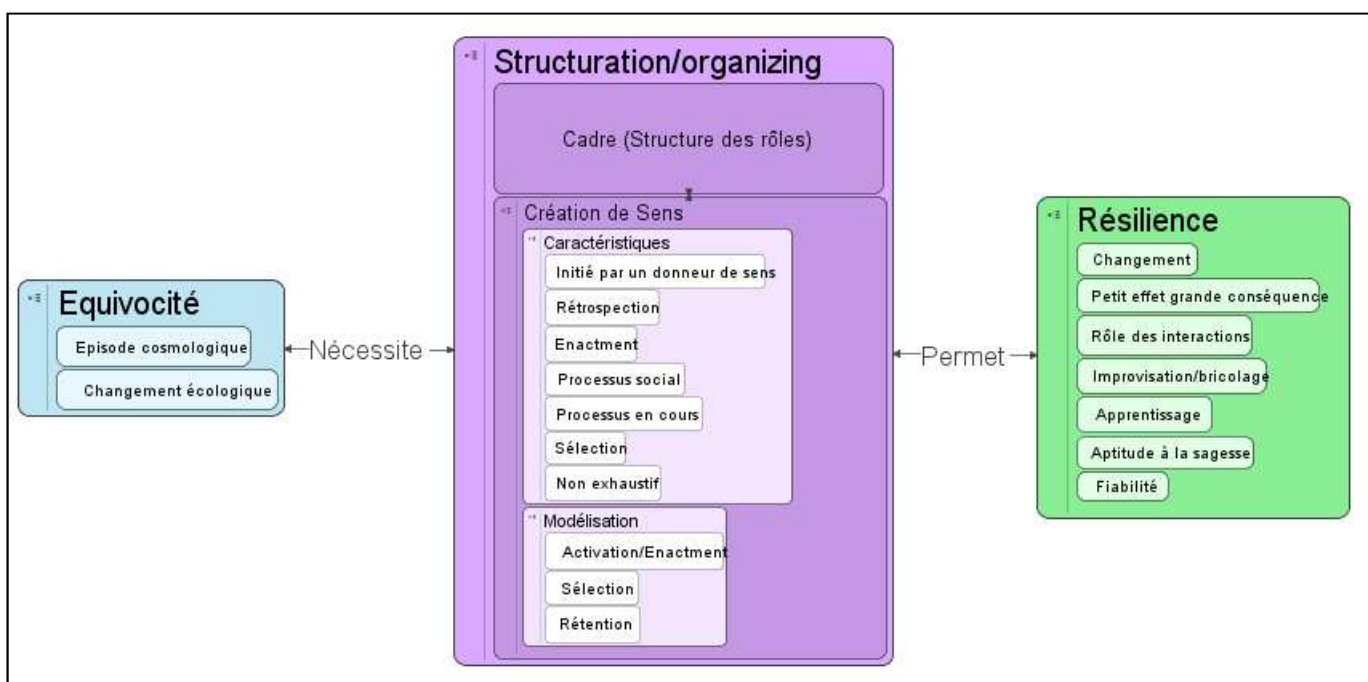 Equivocité
Episode cosmologique
Changement écologique
Nécessite
Structuration/organizing
Cadre (Structure des rôles)
Création de Sens
Caractéristiques
Initié par un donneur de sens
Rétrospection
Enactment
Processus social
Processus en cours
Sélection
Non exhaustif
Modélisation
Activation/Enactment
Sélection
Rétention
Permet
Résilience
Changement
Petit effet grande conséquence
Rôle des interactions
Improvisation/bricolage
Apprentissage
Aptitude à la sagesse
Fiabilité